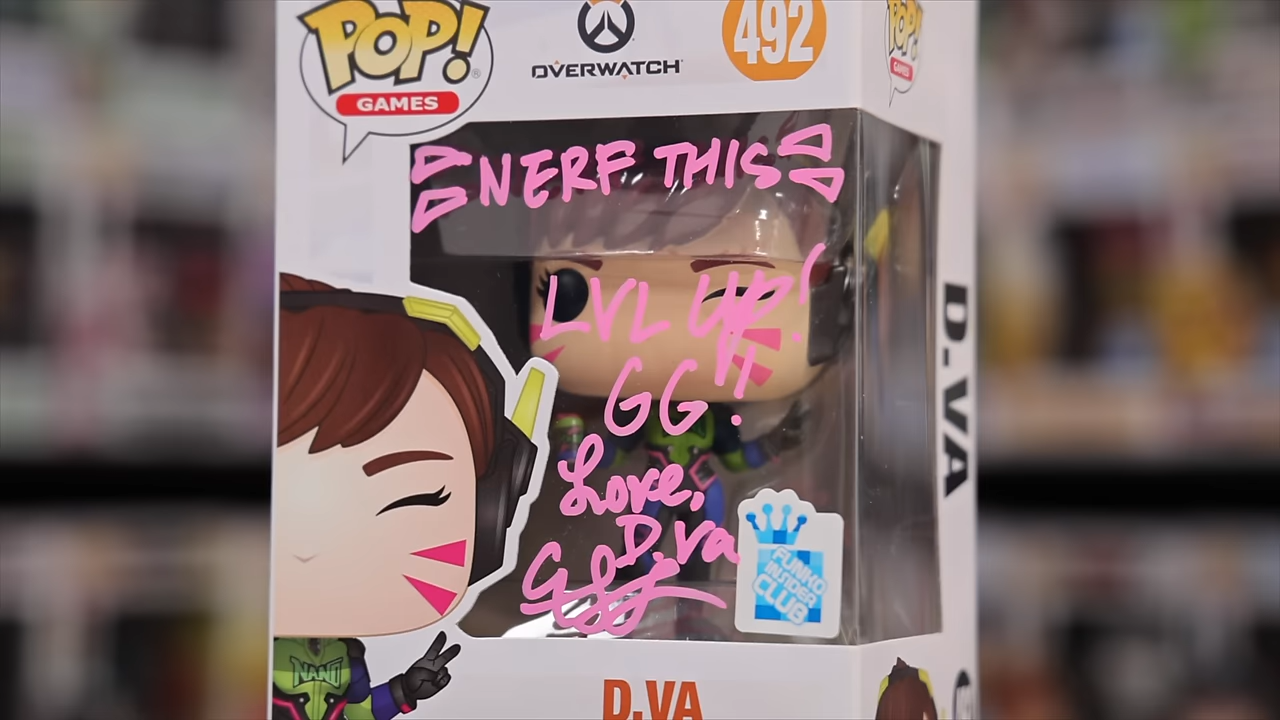 POP!
GAMES
OVERWATCH
492
POP!
GAMES
NERF THIS
LVL UP!
GG!!
Love,
D.Va
FUNKO
INSIDER
CLUB
D.VA
NANO
D.VA